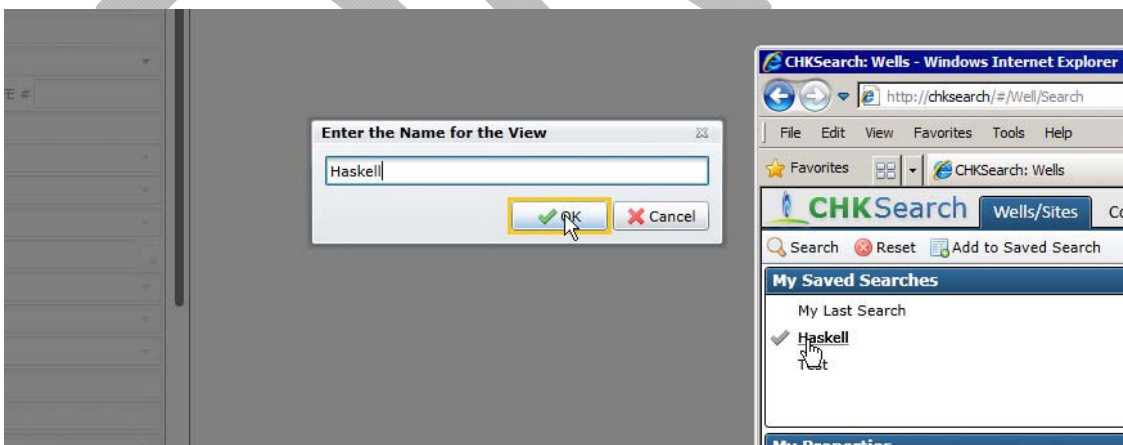 Enter the Name for the View
Haskell
OK
Cancel
CHKSearch: Wells - Windows Internet Explorer
http://chksearch/#/Well/Search
File Edit View Favorites Tools Help
Favorites CHKSearch: Wells
CHKSearch Wells/Sites
Search Reset Add to Saved Search
My Saved Searches
My Last Search
Haskell
Test
My Properties